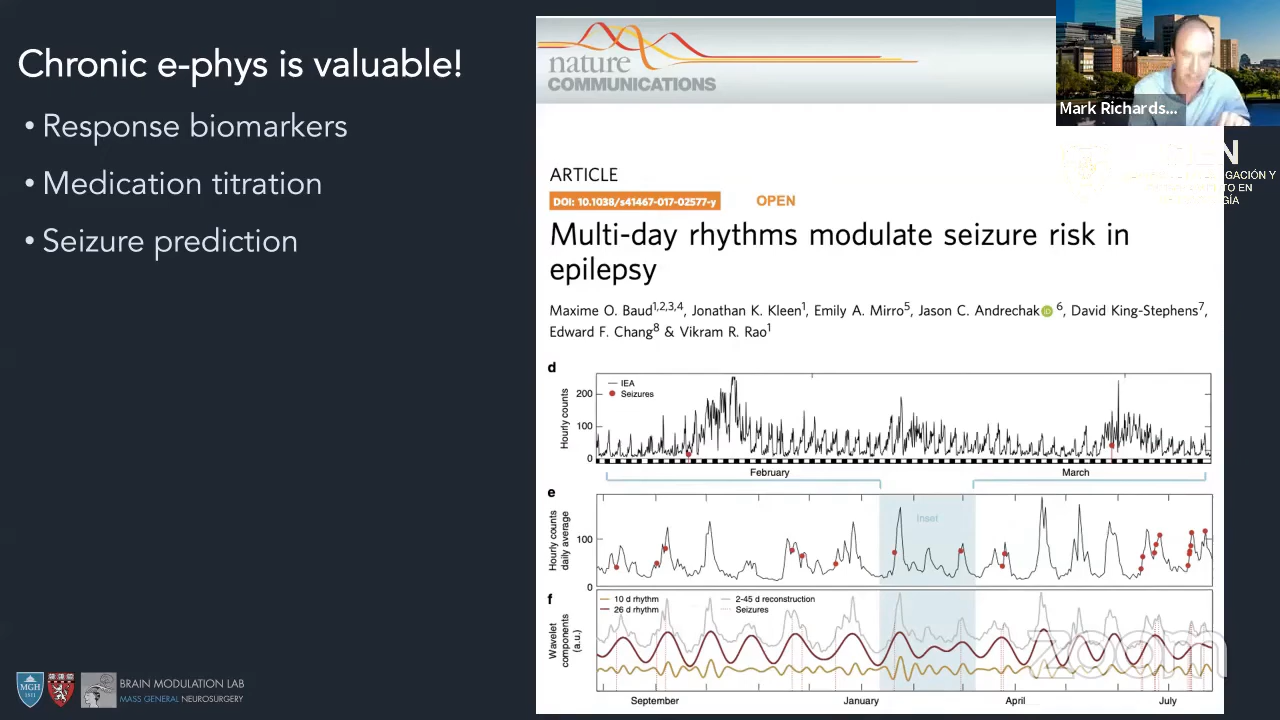 Chronic e-phys is valuable!
• Response biomarkers
• Medication titration
• Seizure prediction
nature
COMMUNICATIONS
Mark Richards...
ARTICLE
DOI: 10.1038/s41467-017-02577-y
OPEN
Multi-day rhythms modulate seizure risk in
epilepsy
Maxime O. Baud1,2,3,4, Jonathan K. Kleen1, Emily A. Mirro5, Jason C. Andrechak 6, David King-Stephens7,
Edward F. Chang8 & Vikram R. Rao1
d
IEA
Seizures
Hourly counts
200
100
0
February
March
e
Hourly counts
daily average
100
0
Inset
f
10 d rhythm
26 d rhythm
2-45 d reconstruction
Seizures
Wavelet
components
(a.u.)
September
January
April
July
zoom
MGH
1811
BRAIN MODULATION LAB
MASS GENERAL NEUROSURGERY